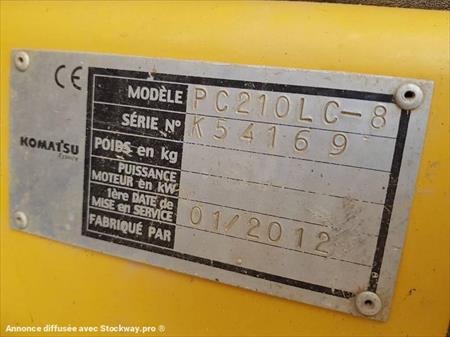 CE
KOMATSU
MODÈLE PC210LC-8
SÉRIE N° K54169
POIDS en kg
PUISSANCE
MOTEUR en kW
1ère DATE de
MISE en SERVICE 01/2012
FABRIQUÉ PAR
Annonce diffusée avec Stockway.pro ®